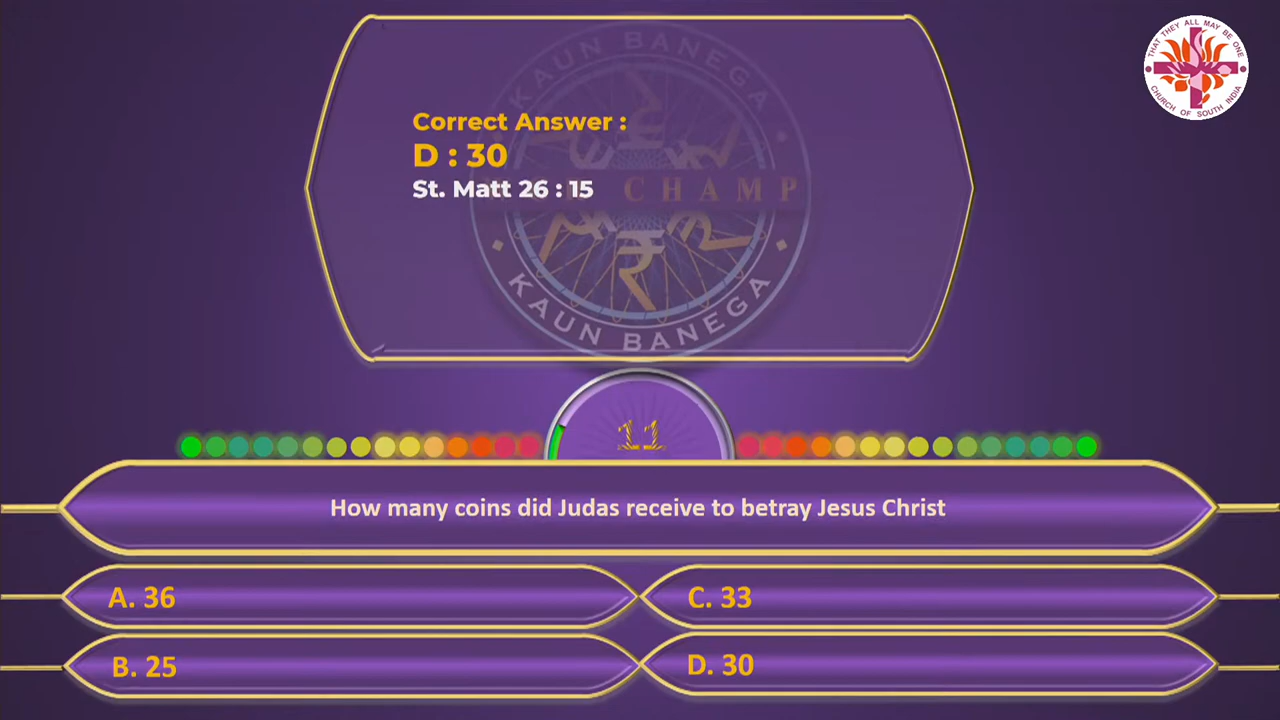 THAT THEY ALL MAY BE ONE
CHURCH OF SOUTH INDIA
KAUN BANEGA
Correct Answer :
D : 30
St. Matt 26 : 15
CHAMP
KAUN BANEGA
11
How many coins did Judas receive to betray Jesus Christ
A. 36
C. 33
B. 25
D. 30